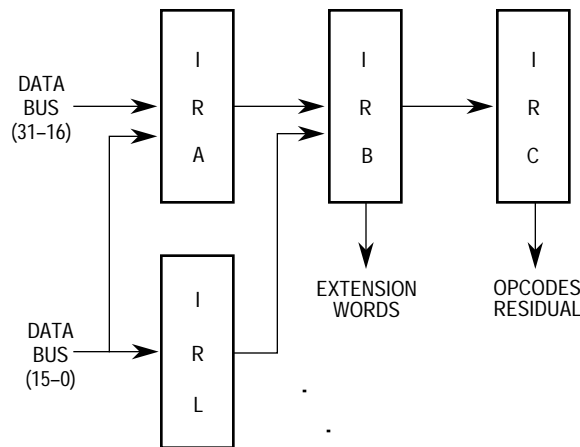 I
R
A
I
R
B
I
R
C
DATA
BUS
(31–16)
I
R
L
DATA
BUS
(15–0)
EXTENSION
WORDS
OPCODES
RESIDUAL